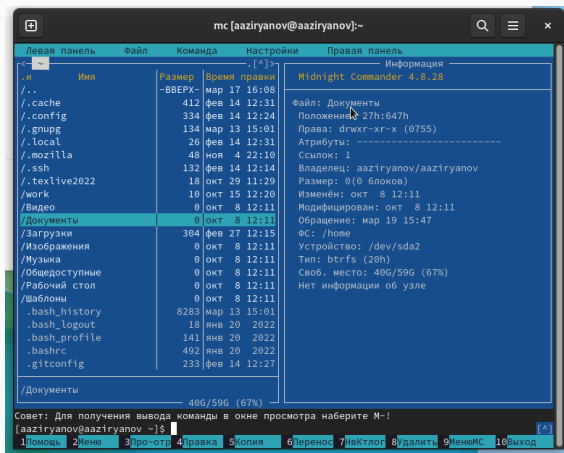 mc [aaziryanov@aaziryanov]:~
Левая панель Файл Команда Настройки Правая панель
<- ~ .[^]>
.и Имя Размер Время правки
/.. -ВВЕРХ- мар 17 16:08
/.cache 412 фев 14 12:31
/.config 334 фев 14 12:24
/.gnupg 134 мар 13 15:01
/.local 26 фев 14 12:31
/.mozilla 48 ноя 4 22:10
/.ssh 132 фев 14 12:14
/.texlive2022 18 окт 29 11:29
/work 10 окт 15 12:20
/Видео 0 окт 8 12:11
/Документы 0 окт 8 12:11
/Загрузки 304 фев 27 12:15
/Изображения 0 окт 8 12:11
/Музыка 0 окт 8 12:11
/Общедоступные 0 окт 8 12:11
/Рабочий стол 0 окт 8 12:11
/Шаблоны 0 окт 8 12:11
.bash_history 8283 мар 13 15:01
.bash_logout 18 янв 20 2022
.bash_profile 141 янв 20 2022
.bashrc 492 янв 20 2022
.gitconfig 233 фев 14 12:27
/Документы
40G/59G (67%)
Информация
Midnight Commander 4.8.28
Файл: Документы
Положение: 27h:647h
Права: drwxr-xr-x (0755)
Атрибуты: --------------------
Ссылок: 1
Владелец: aaziryanov/aaziryanov
Размер: 0(0 блоков)
Изменён: окт 8 12:11
Модифицирован: окт 8 12:11
Обращение: мар 19 15:47
ФС: /home
Устройство: /dev/sda2
Тип: btrfs (20h)
Своб. место: 40G/59G (67%)
Нет информации об узле
Совет: Для получения вывода команды в окне просмотра наберите M-!
[aaziryanov@aaziryanov ~]$ [^]
1Помощь 2Меню 3Про~отр 4Правка 5Копия 6Перенос 7НвКтлог 8Удалить 9МенюMC 10Выход